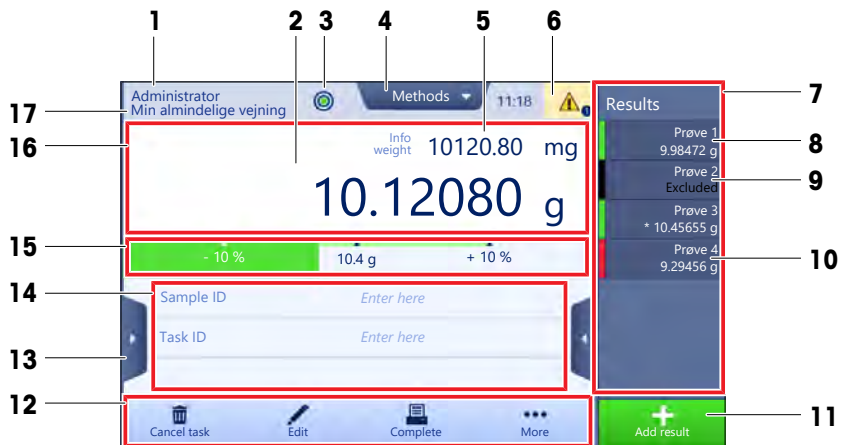 1 2 3 4 5 6
Administrator
Min almindelige vejning
Methods
11:18
Results
7
17
16
Info
weight
10120.80 mg
10.12080 g
Prøve 1
9.98472 g
8
Prøve 2
Excluded
9
Prøve 3
* 10.45655 g
Prøve 4
9.29456 g
10
15
- 10 %
10.4 g
+ 10 %
14
Sample ID
Enter here
Task ID
Enter here
13
12
Cancel task
Edit
Complete
More
Add result
11